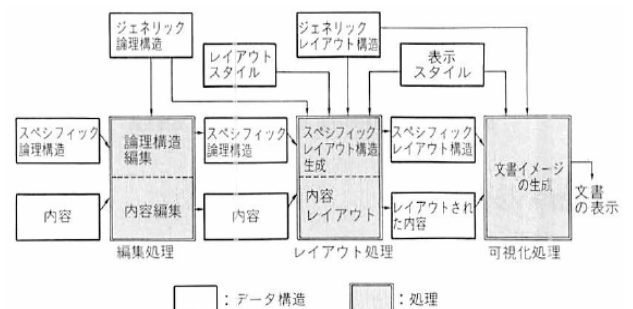 ジェネリック
論理構造
レイアウト
スタイル
ジェネリック
レイアウト構造
表示
スタイル
スペシフィック
論理構造
論理構造
編集
スペシフィック
論理構造
スペシフィック
レイアウト構造
生成
スペシフィック
レイアウト構造
文書イメージ
の生成
内容
内容編集
内容
内容
レイアウト
レイアウトされ
た内容
文書
の表示
編集処理
レイアウト処理
可視化処理
：データ構造
：処理